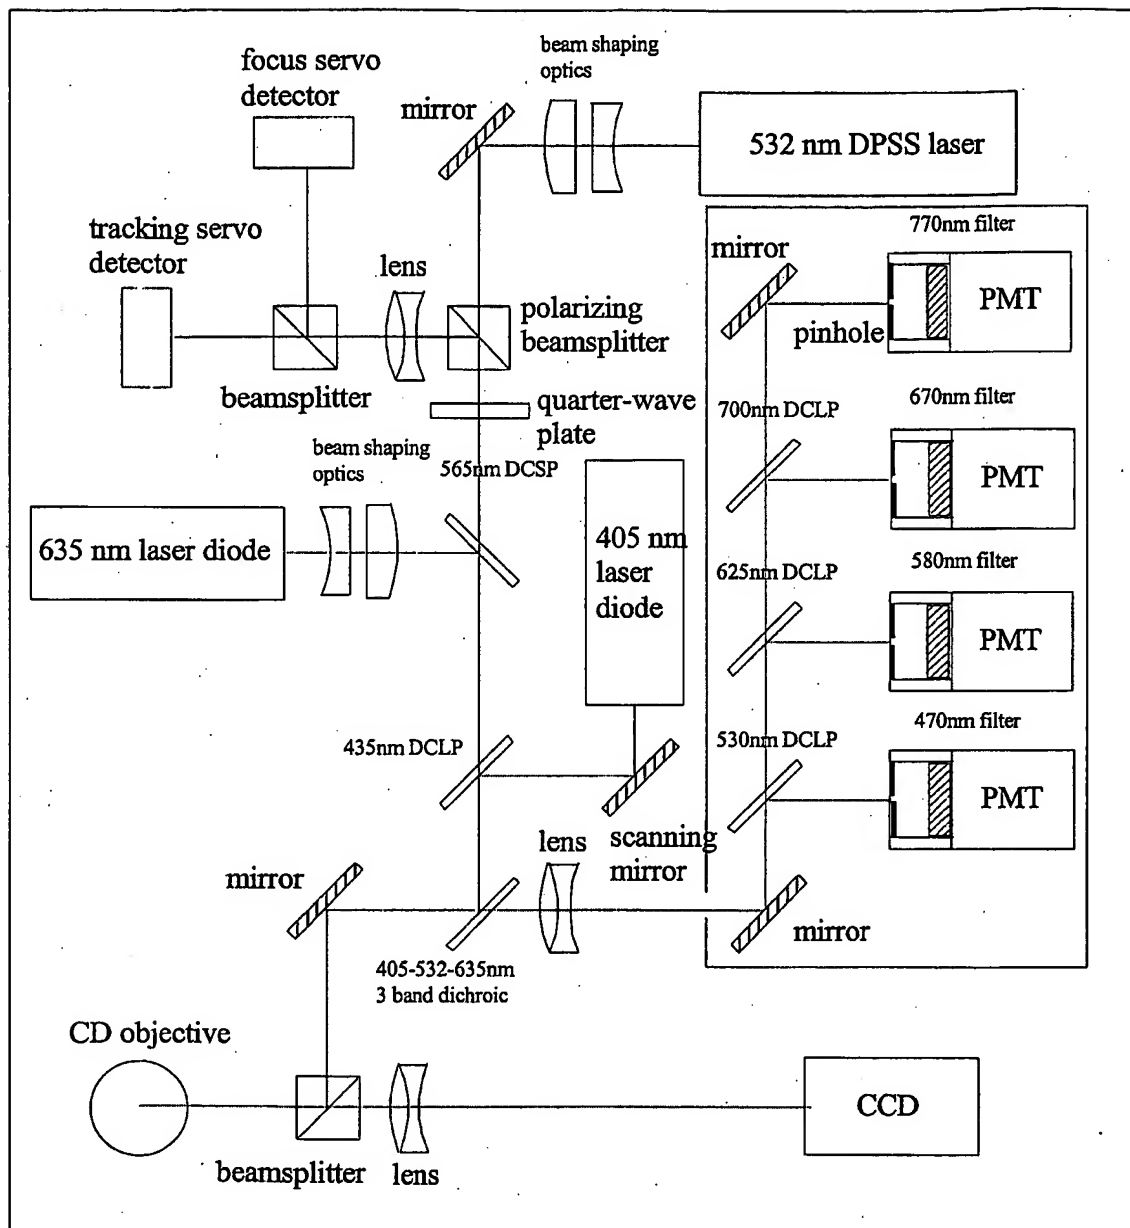 focus servo
detector
beam shaping
optics
mirror
532 nm DPSS laser
tracking servo
detector
lens
polarizing
beamsplitter
beamsplitter
quarter-wave
plate
770nm filter
mirror
PMT
pinhole
670nm filter
700nm DCLP
PMT
beam shaping
optics
565nm DCSP
635 nm laser diode
405 nm
laser
diode
580nm filter
625nm DCLP
PMT
470nm filter
530nm DCLP
PMT
435nm DCLP
scanning
mirror
lens
mirror
mirror
405-532-635nm
3 band dichroic
CD objective
CCD
beamsplitter
lens